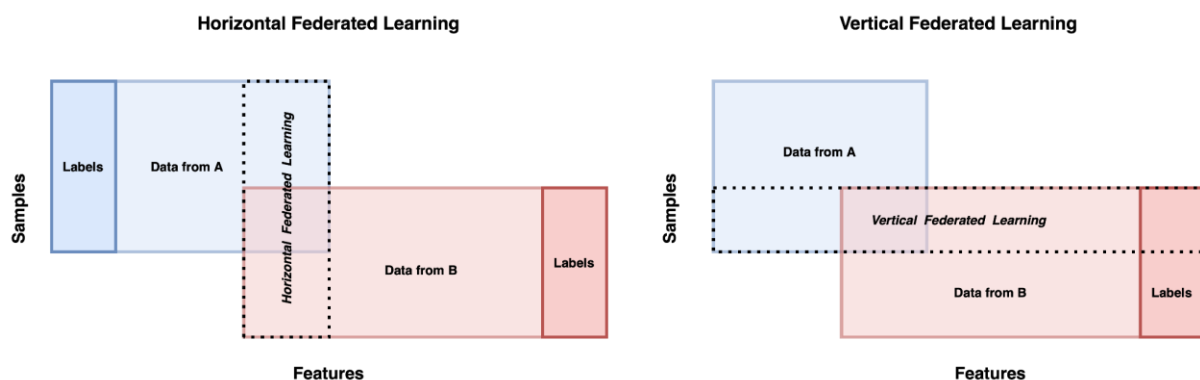 Horizontal Federated Learning
Labels
Data from A
Horizontal Federated Learning
Data from B
Labels
Samples
Features
Vertical Federated Learning
Data from A
Vertical Federated Learning
Data from B
Labels
Samples
Features